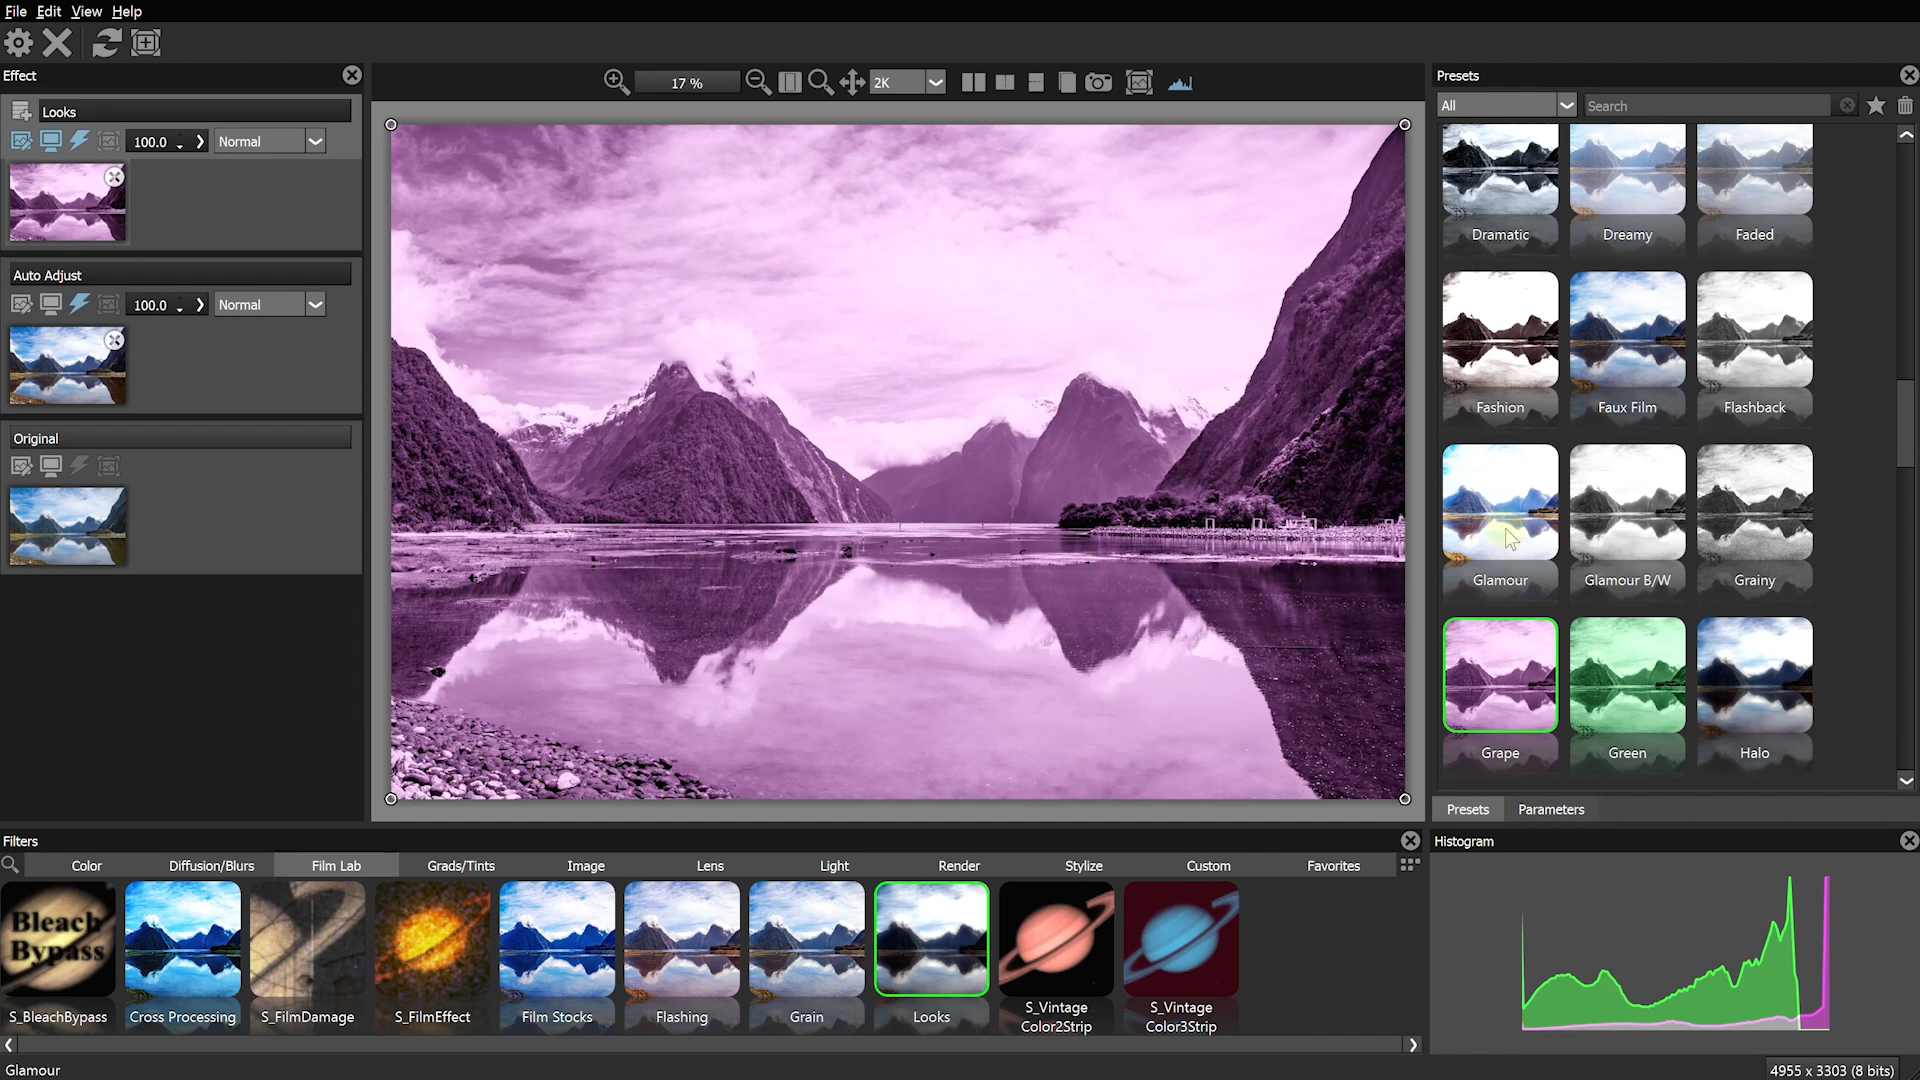 File Edit View Help
Effect
Looks
100.0 Normal
Auto Adjust
100.0 Normal
Original
17 % 2K
Presets
All Search
Dramatic Dreamy Faded
Fashion Faux Film Flashback
Glamour Glamour B/W Grainy
Grape Green Halo
Presets Parameters
Filters
Color Diffusion/Blurs Film Lab Grads/Tints Image Lens Light Render Stylize Custom Favorites
Bleach
Bypass
S_BleachBypass Cross Processing S_FilmDamage S_FilmEffect Film Stocks Flashing Grain Looks S_Vintage
Color2Strip S_Vintage
Color3Strip
Histogram
Glamour
4955 x 3303 (8 bits)